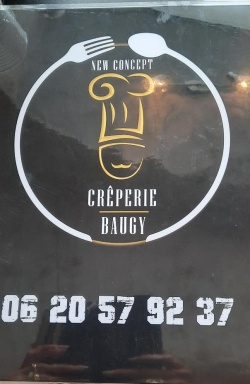 NEW CONCEPT
CRÊPERIE
BAUGY
06 20 57 92 37